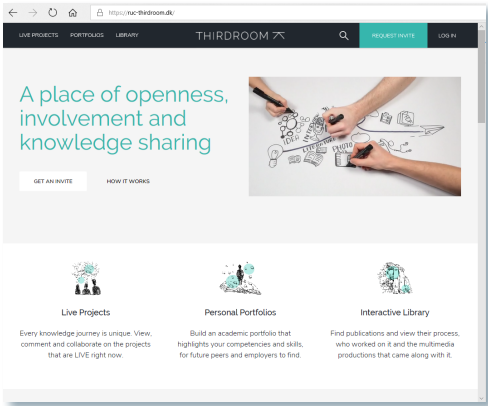 https://ruc-thirdroom.dk/
LIVE PROJECTS PORTFOLIOS LIBRARY THIRDROOM REQUEST INVITE LOG IN
A place of openness,
involvement and
knowledge sharing
GET AN INVITE HOW IT WORKS
IDEA
LITERATURE
PHOTO
Live Projects
Every knowledge journey is unique. View,
comment and collaborate on the projects
that are LIVE right now.
Personal Portfolios
Build an academic portfolio that
highlights your competencies and skills,
for future peers and employers to find.
Interactive Library
Find publications and view their process,
who worked on it and the multimedia
productions that came along with it.